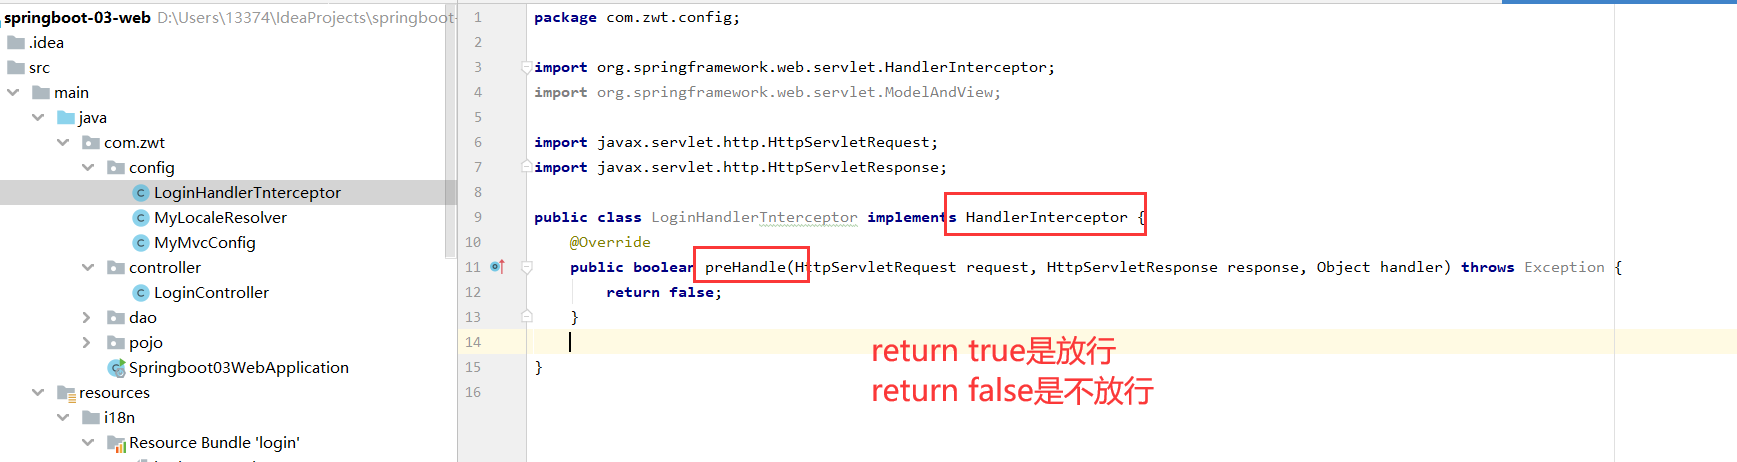 springboot-03-web D:\Users\13374\IdeaProjects\springboot-
.idea
src
main
java
com.zwt
config
LoginHandlerTnterceptor
MyLocaleResolver
MyMvcConfig
controller
LoginController
dao
pojo
Springboot03WebApplication
resources
i18n
Resource Bundle 'login'
1 package com.zwt.config;
2
3 import org.springframework.web.servlet.HandlerInterceptor;
4 import org.springframework.web.servlet.ModelAndView;
5
6 import javax.servlet.http.HttpServletRequest;
7 import javax.servlet.http.HttpServletResponse;
8
9 public class LoginHandlerTnterceptor implements HandlerInterceptor {
10 @Override
11 public boolean preHandle(HttpServletRequest request, HttpServletResponse response, Object handler) throws Exception {
12 return false;
13 }
14
15 }
16
return true是放行
return false是不放行